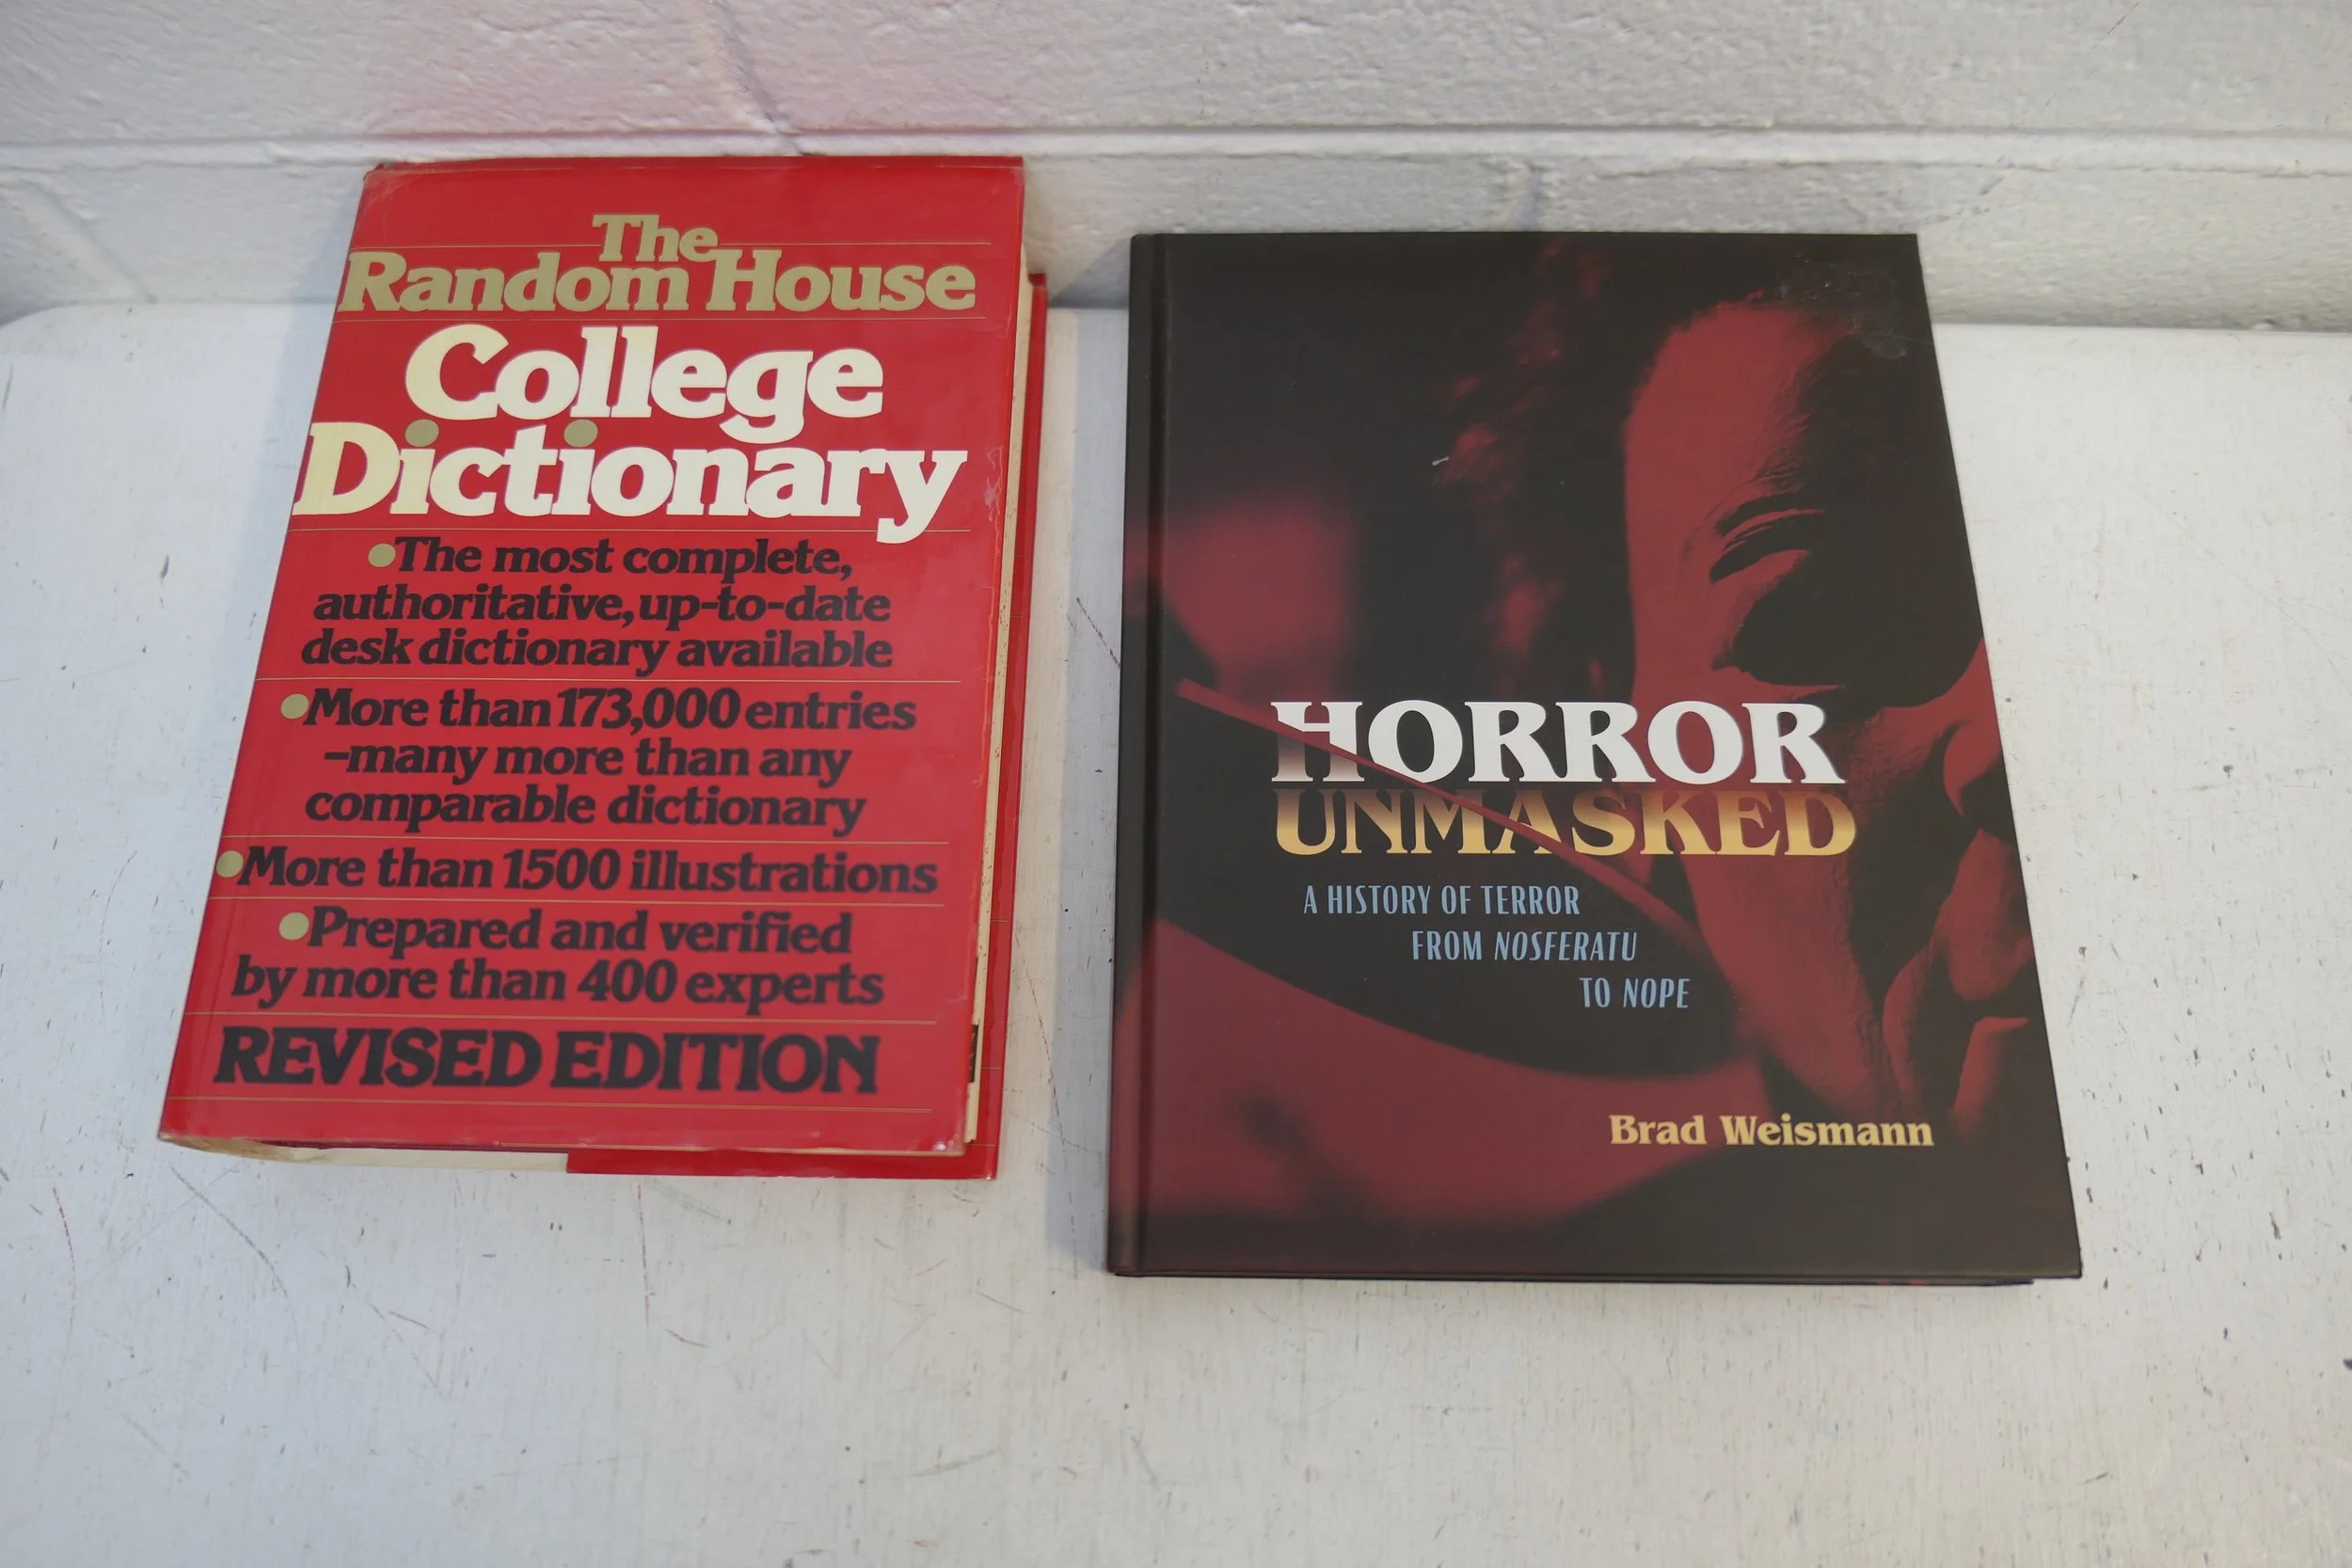 The
Random House
College
Dictionary
•The most complete,
authoritative, up-to-date
desk dictionary available
•More than 173,000 entries
–many more than any
comparable dictionary
•More than 1500 illustrations
•Prepared and verified
by more than 400 experts
REVISED EDITION
HORROR
UNMASKED
A HISTORY OF TERROR
FROM NOSFERATU
TO NOPE
Brad Weismann